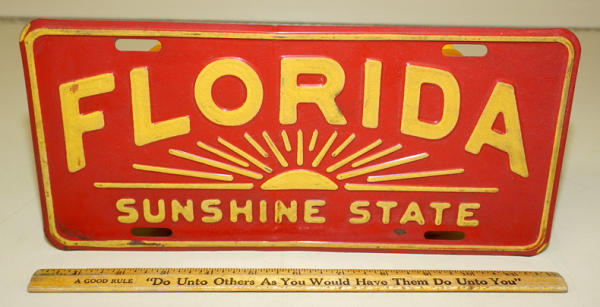 FLORIDA
SUNSHINE STATE
A GOOD RULE "Do Unto Others As You Would Have Them Do Unto You"